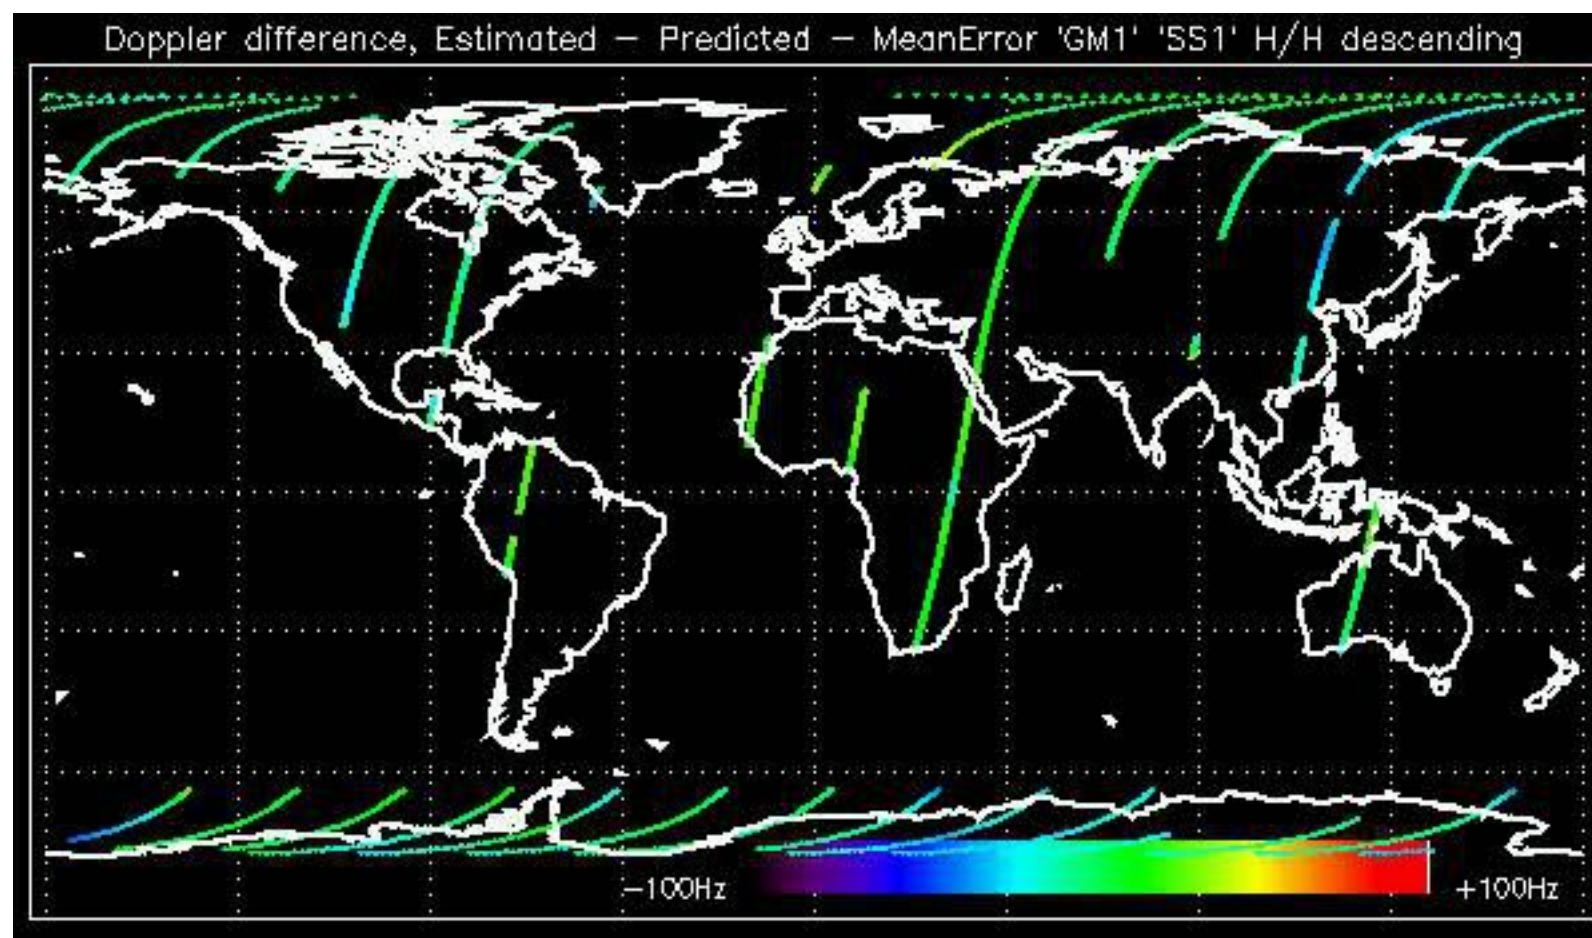 Doppler difference, Estimated – Predicted – MeanError 'GM1' 'SS1' H/H descending
-100Hz
+100Hz